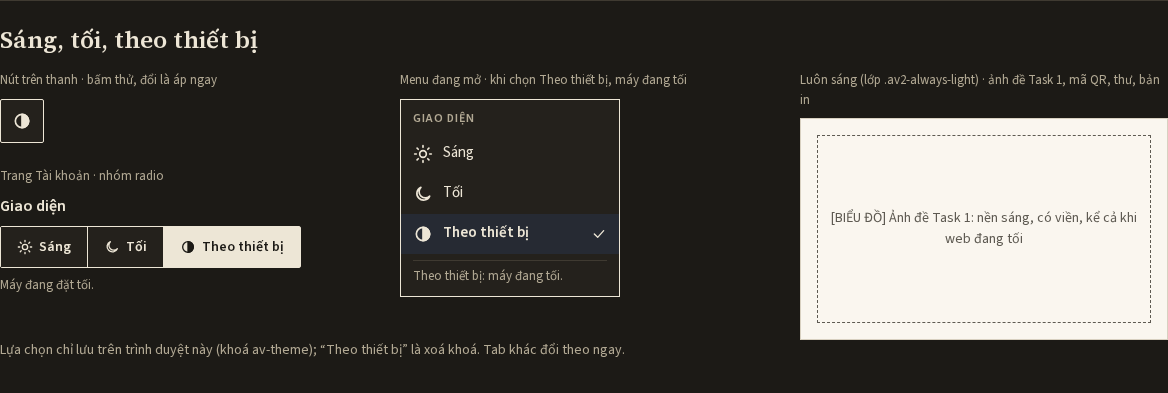 Sáng, tối, theo thiết bị
Nút trên thanh · bấm thử, đổi là áp ngay
Trang Tài khoản · nhóm radio
Giao diện
Sáng
Tối
Theo thiết bị
Máy đang đặt tối.
Menu đang mở · khi chọn Theo thiết bị, máy đang tối
GIAO DIỆN
Sáng
Tối
Theo thiết bị
Theo thiết bị: máy đang tối.
Luôn sáng (lớp .av2-always-light) · ảnh đề Task 1, mã QR, thư, bản
in
[BIỂU ĐỒ] Ảnh đề Task 1: nền sáng, có viền, kể cả khi
web đang tối
Lựa chọn chỉ lưu trên trình duyệt này (khoá av-theme); “Theo thiết bị” là xoá khoá. Tab khác đổi theo ngay.